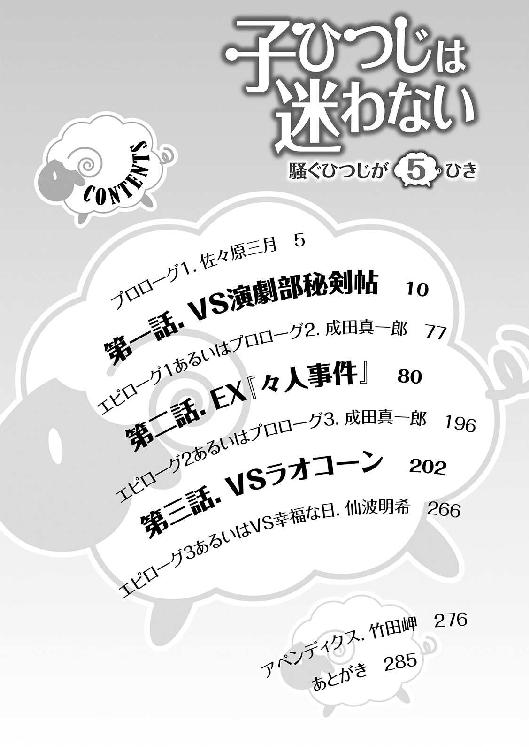 子ひつじは
迷わない
騒ぐひつじが5ひき
CONTENTS
プロローグ1. 佐々原三月 5
第一話. VS演劇部秘剣帖 10
エピローグ1あるいはプロローグ2. 成田真一郎 77
第二話. EX『々人事件』 80
エピローグ2あるいはプロローグ3. 成田真一郎 196
第三話. VSラオコーン 202
エピローグ3あるいはVS幸福な日. 仙波明希 266
アペンディクス. 竹田岬 276
あとがき 285